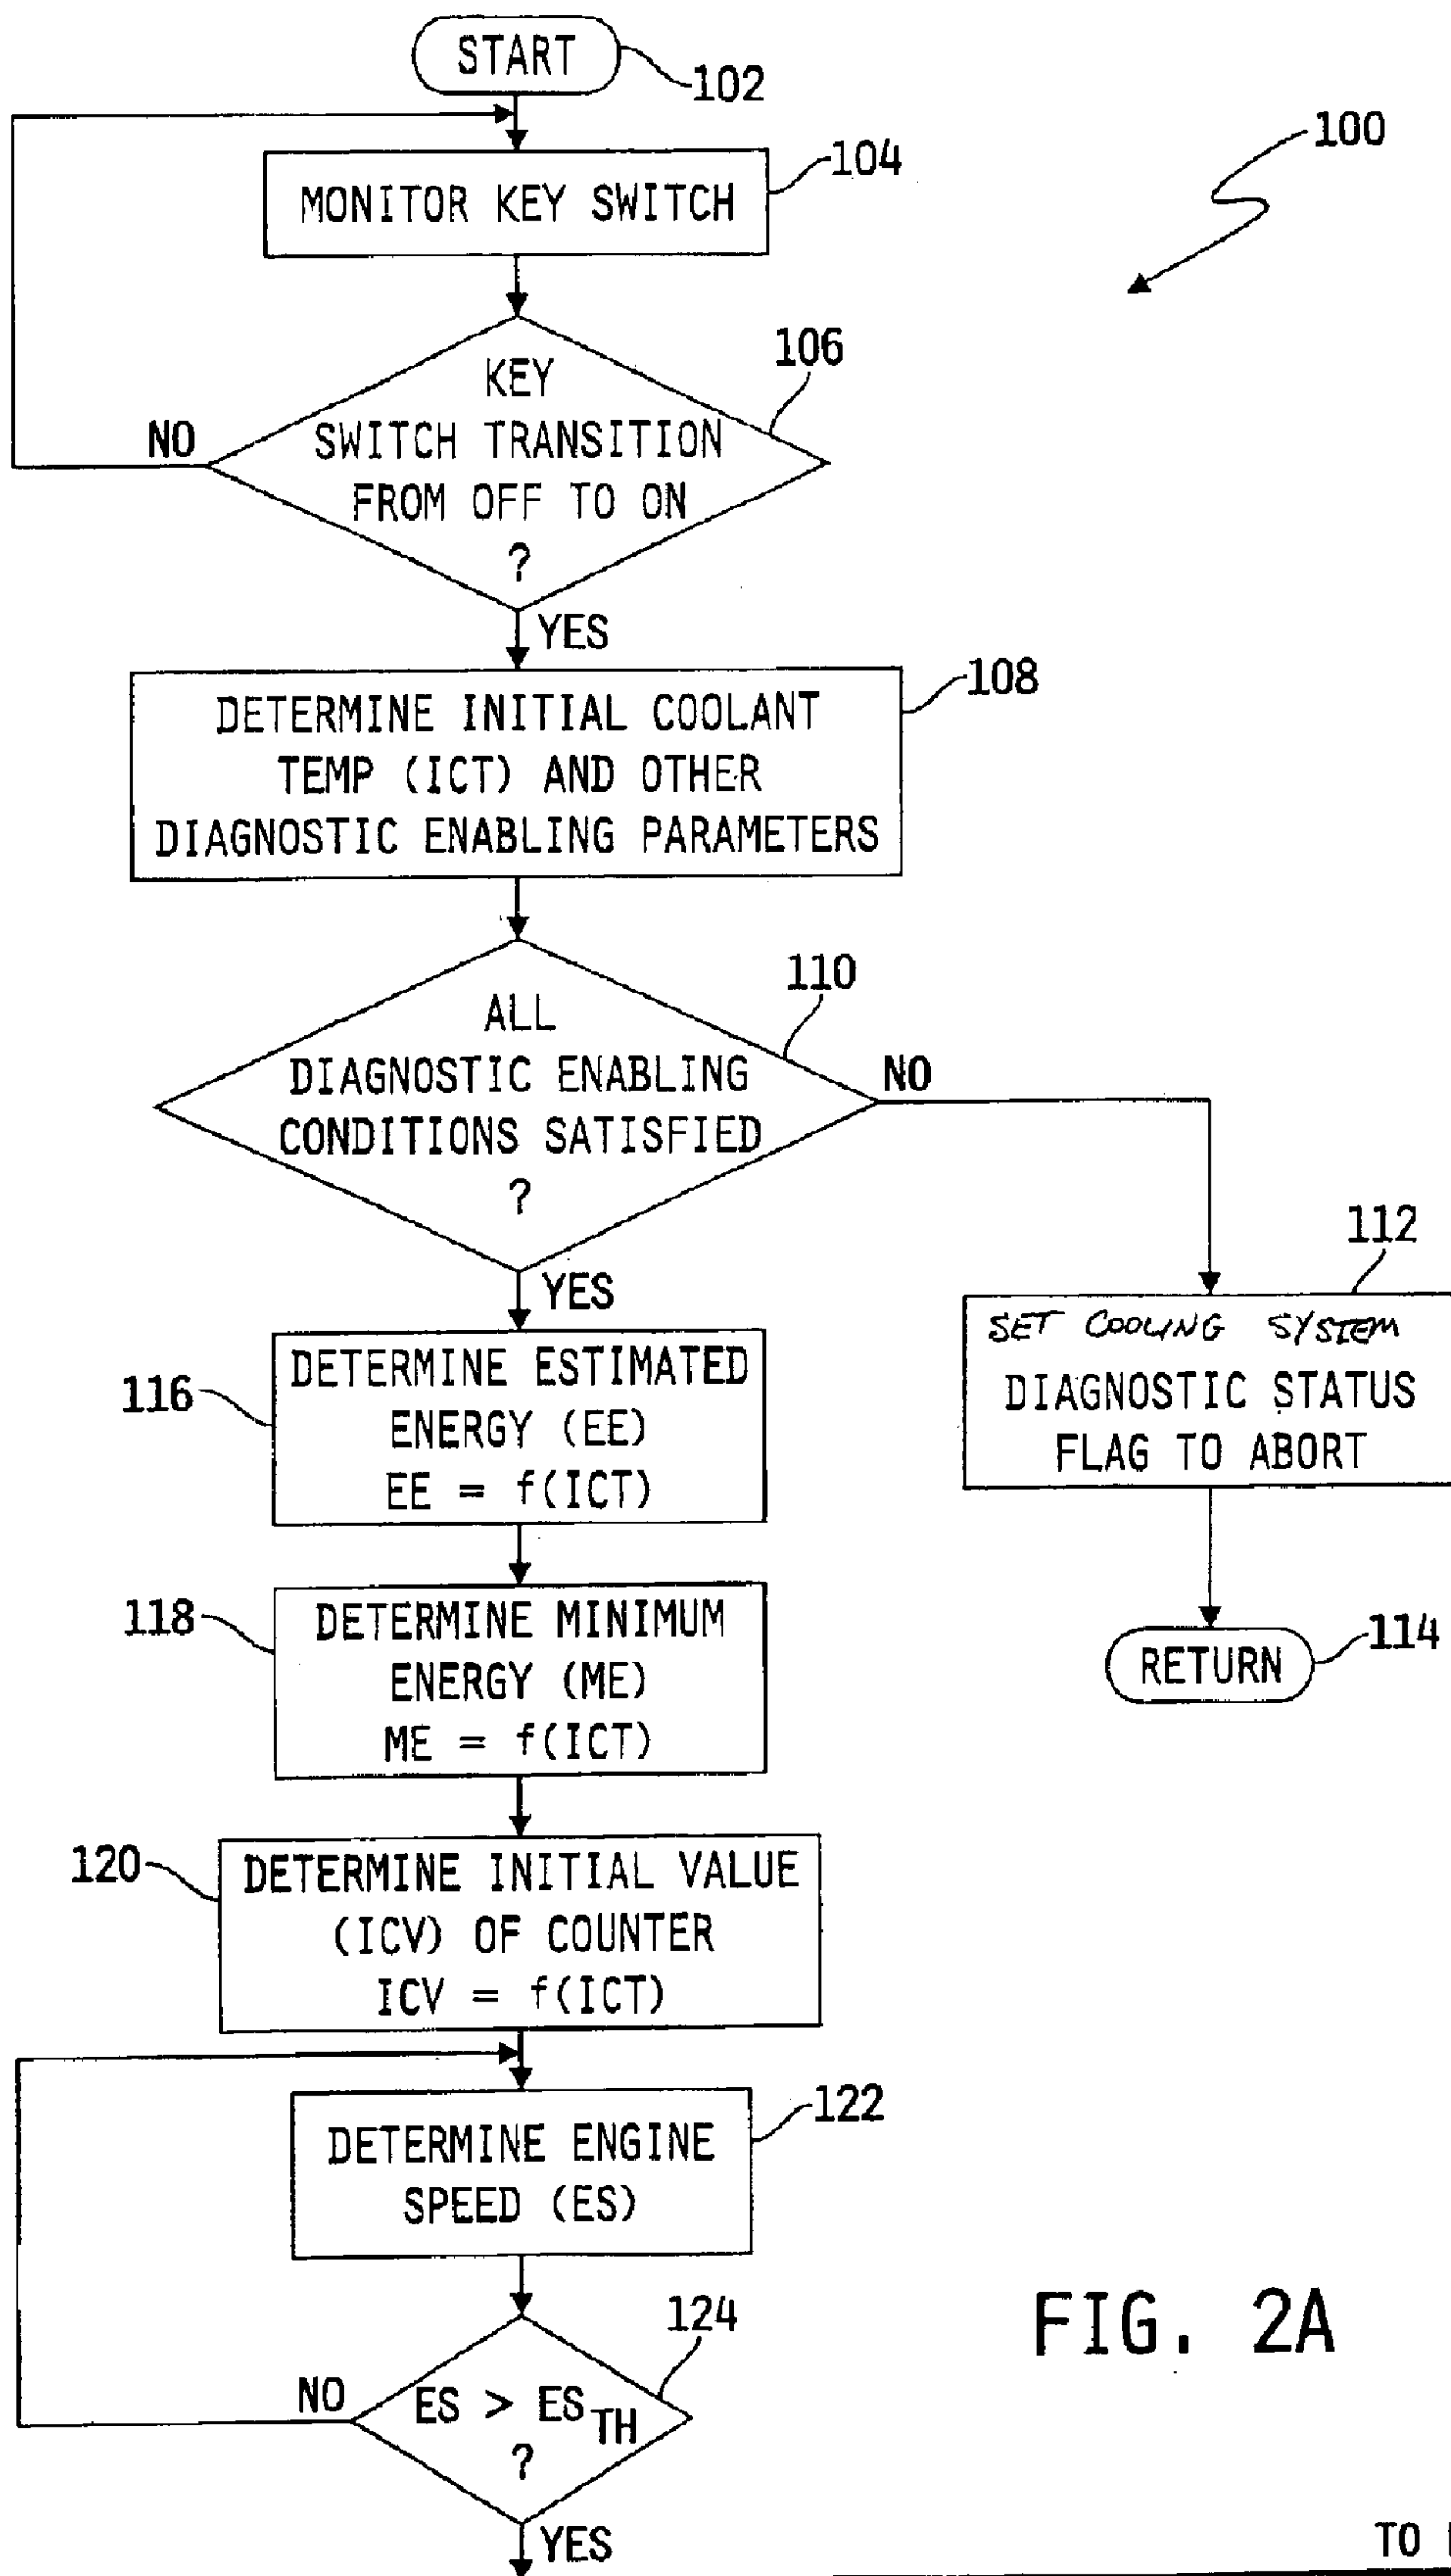 START
102
100
MONITOR KEY SWITCH
104
KEY
SWITCH TRANSITION
FROM OFF TO ON
?
106
NO
YES
DETERMINE INITIAL COOLANT
TEMP (ICT) AND OTHER
DIAGNOSTIC ENABLING PARAMETERS
108
ALL
DIAGNOSTIC ENABLING
CONDITIONS SATISFIED
?
110
NO
YES
SET COOLING SYSTEM
DIAGNOSTIC STATUS
FLAG TO ABORT
112
RETURN
114
DETERMINE ESTIMATED
ENERGY (EE)
EE = f(ICT)
116
DETERMINE MINIMUM
ENERGY (ME)
ME = f(ICT)
118
DETERMINE INITIAL VALUE
(ICV) OF COUNTER
ICV = f(ICT)
120
DETERMINE ENGINE
SPEED (ES)
122
ES > ES TH
?
124
NO
YES
FIG. 2A
TO